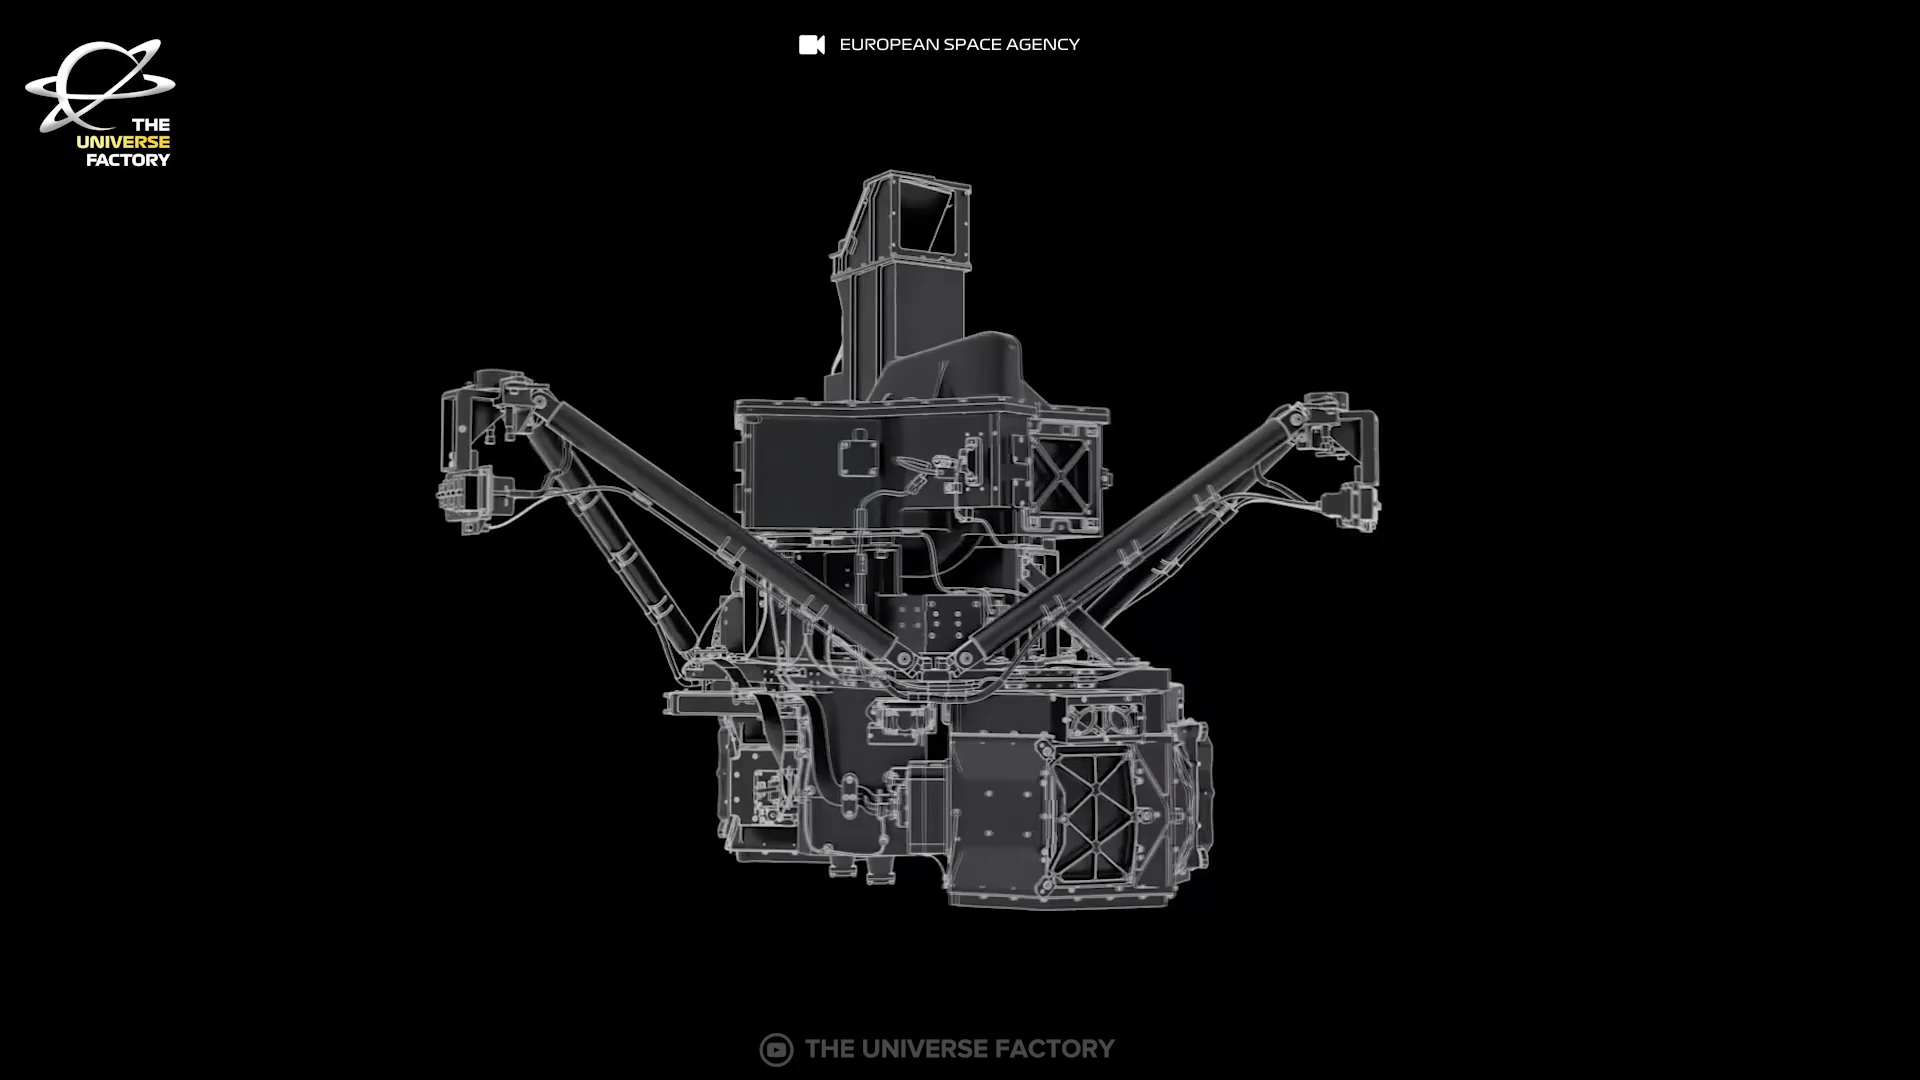 EUROPEAN SPACE AGENCY
THE
UNIVERSE
FACTORY
THE UNIVERSE FACTORY